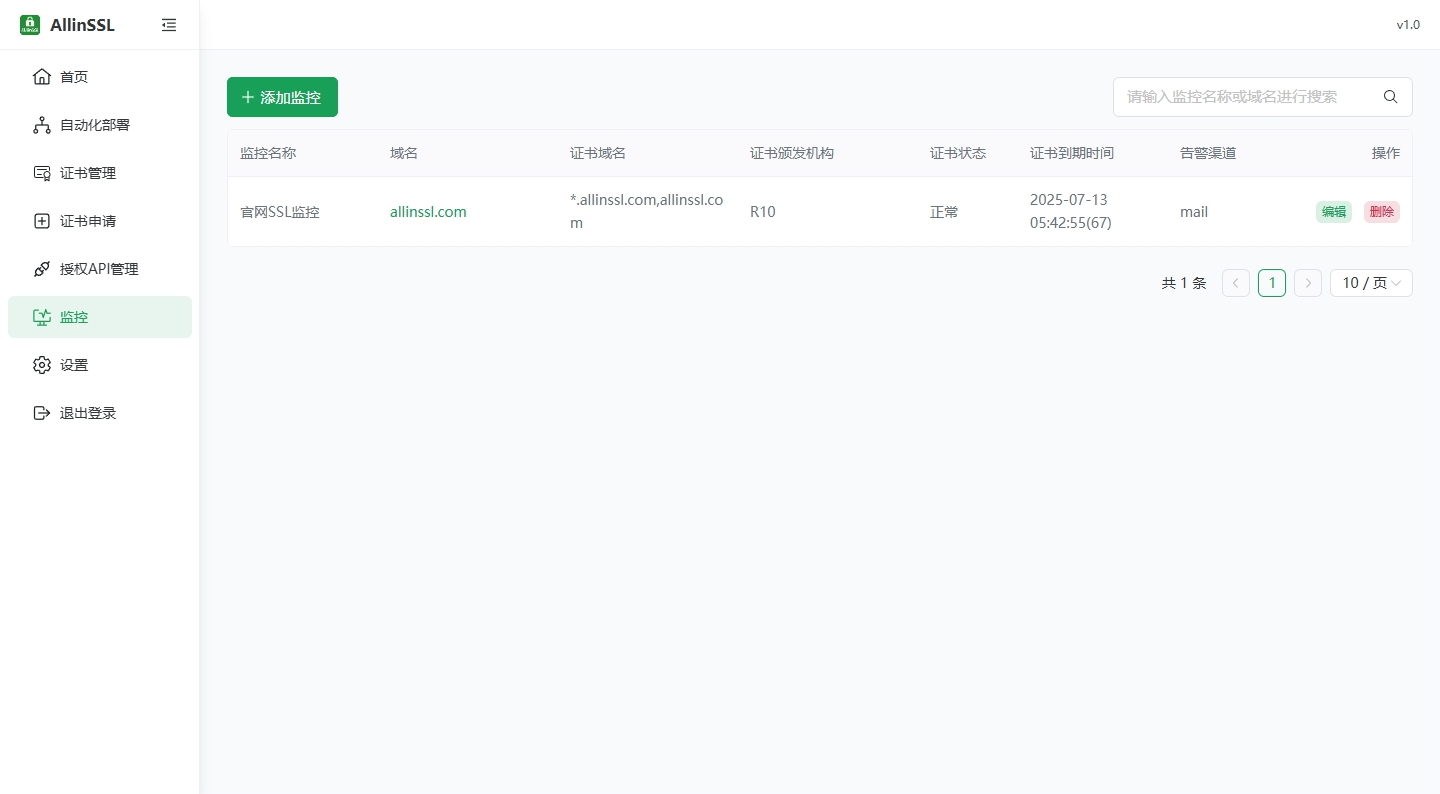 AllinSSL
v1.0
首页
自动化部署
证书管理
证书申请
授权API管理
监控
设置
退出登录
添加监控
请输入监控名称或域名进行搜索
监控名称 域名 证书域名 证书颁发机构 证书状态 证书到期时间 告警渠道 操作
官网SSL监控 allinssl.com *.allinssl.com,allinssl.co R10 正常 2025-07-13 mail 编辑 删除
m 05:42:55(67)
共 1 条 1 10 / 页